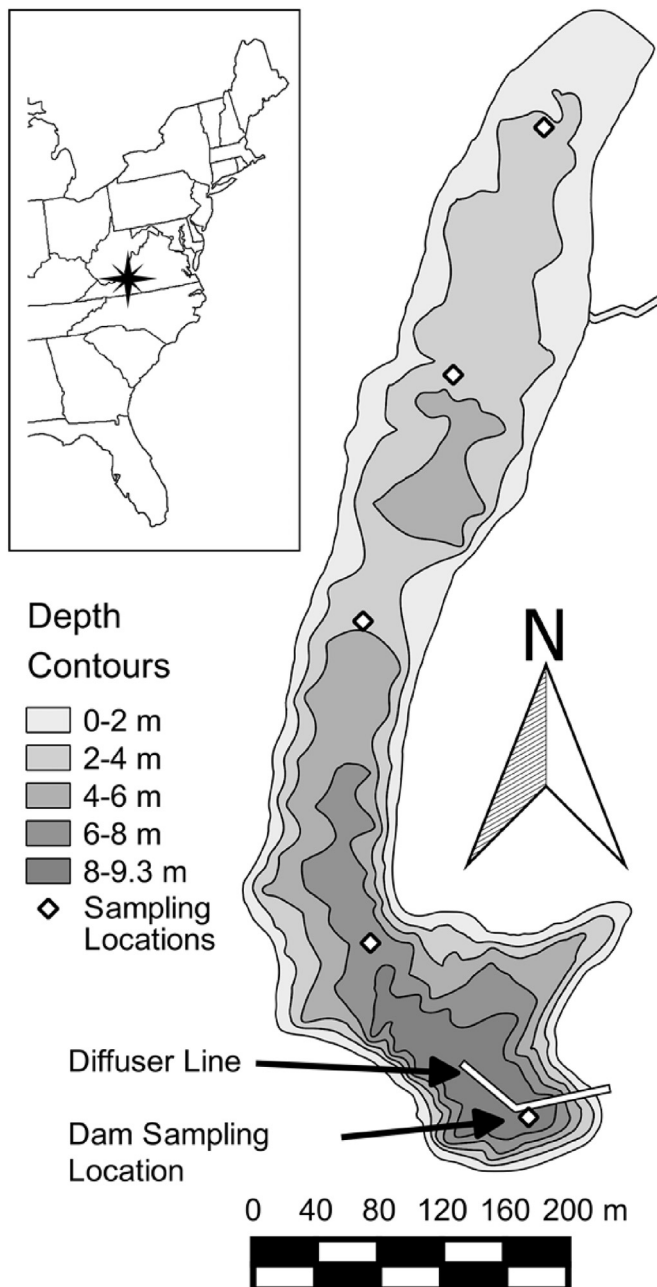 N
Depth
Contours
0-2 m
2-4 m
4-6 m
6-8 m
8-9.3 m
Sampling
Locations
Diffuser Line
Dam Sampling
Location
0 40 80 120 160 200 m